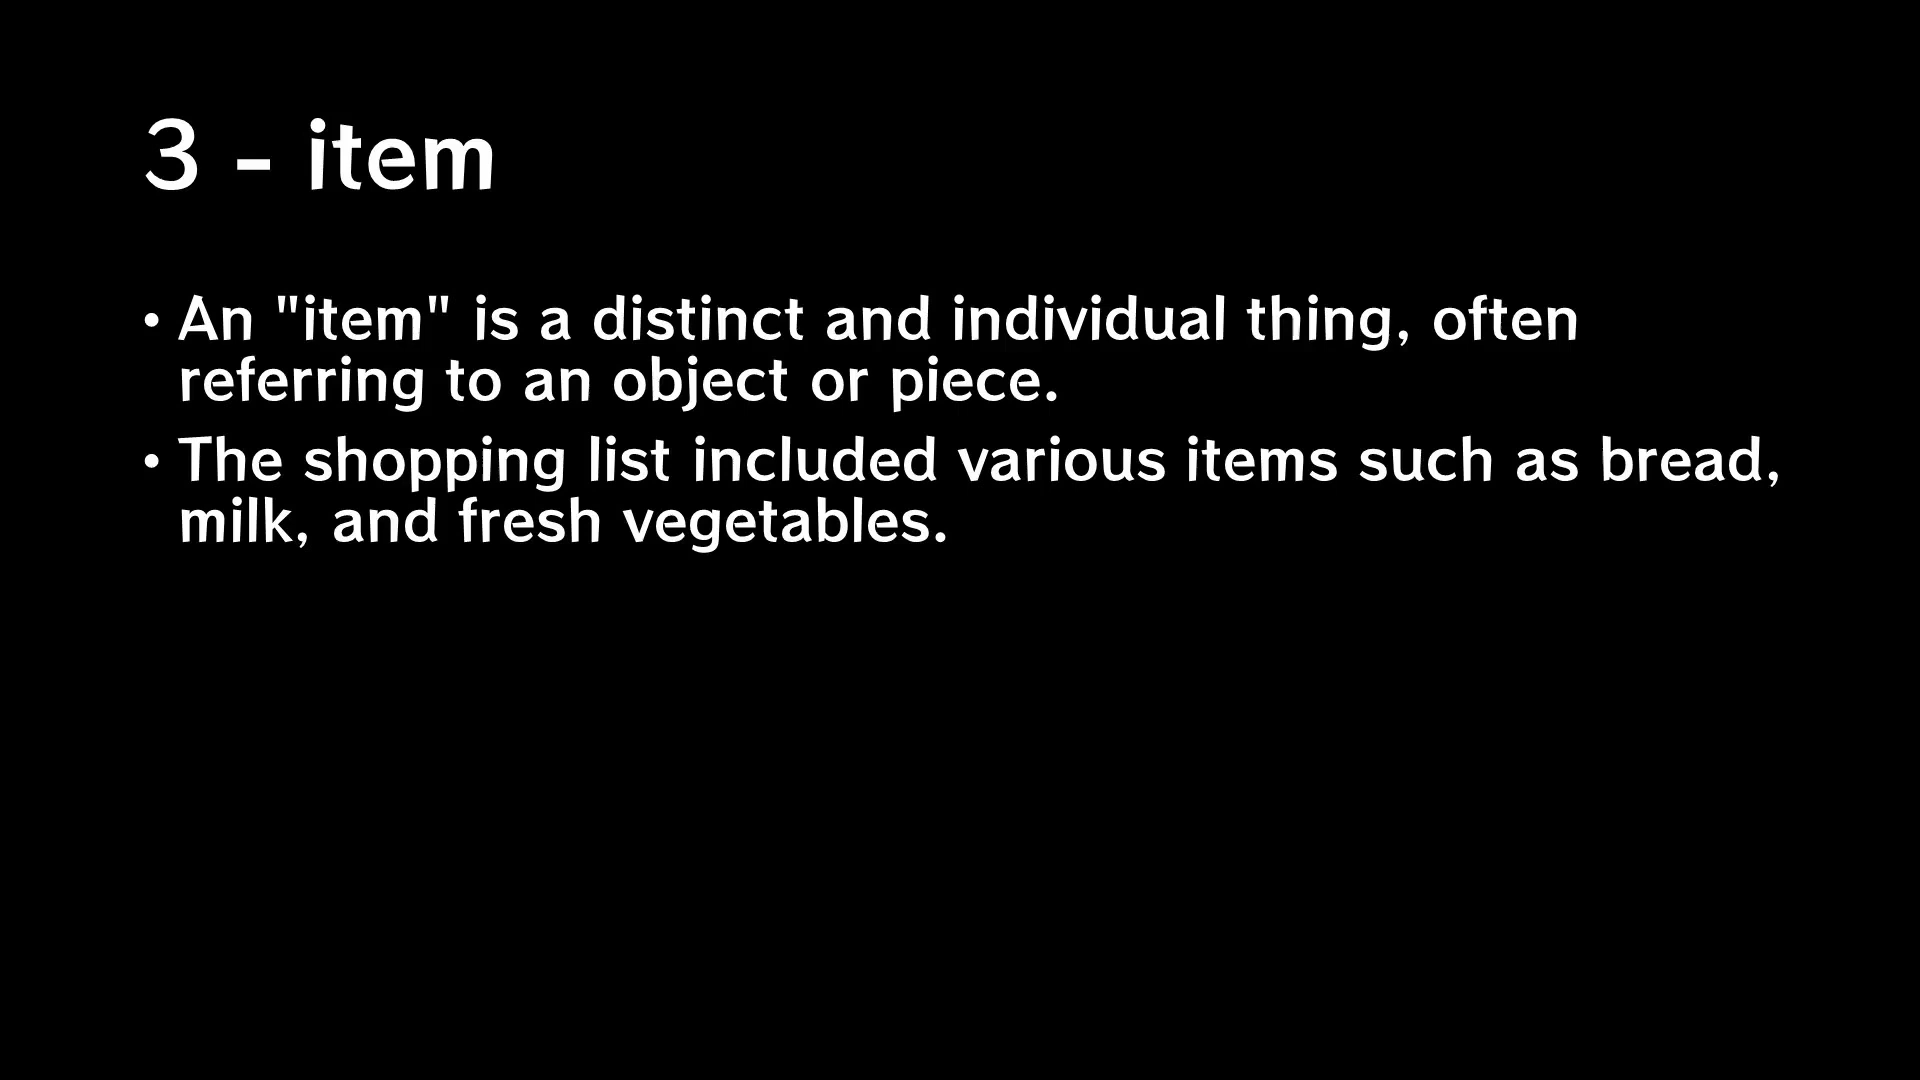 3 - item
• An "item" is a distinct and individual thing, often
referring to an object or piece.
• The shopping list included various items such as bread,
milk, and fresh vegetables.